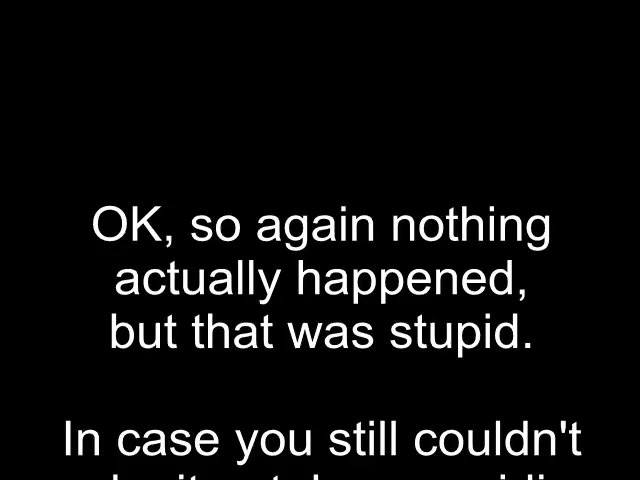 OK, so again nothing
actually happened,
but that was stupid.
In case you still couldn't